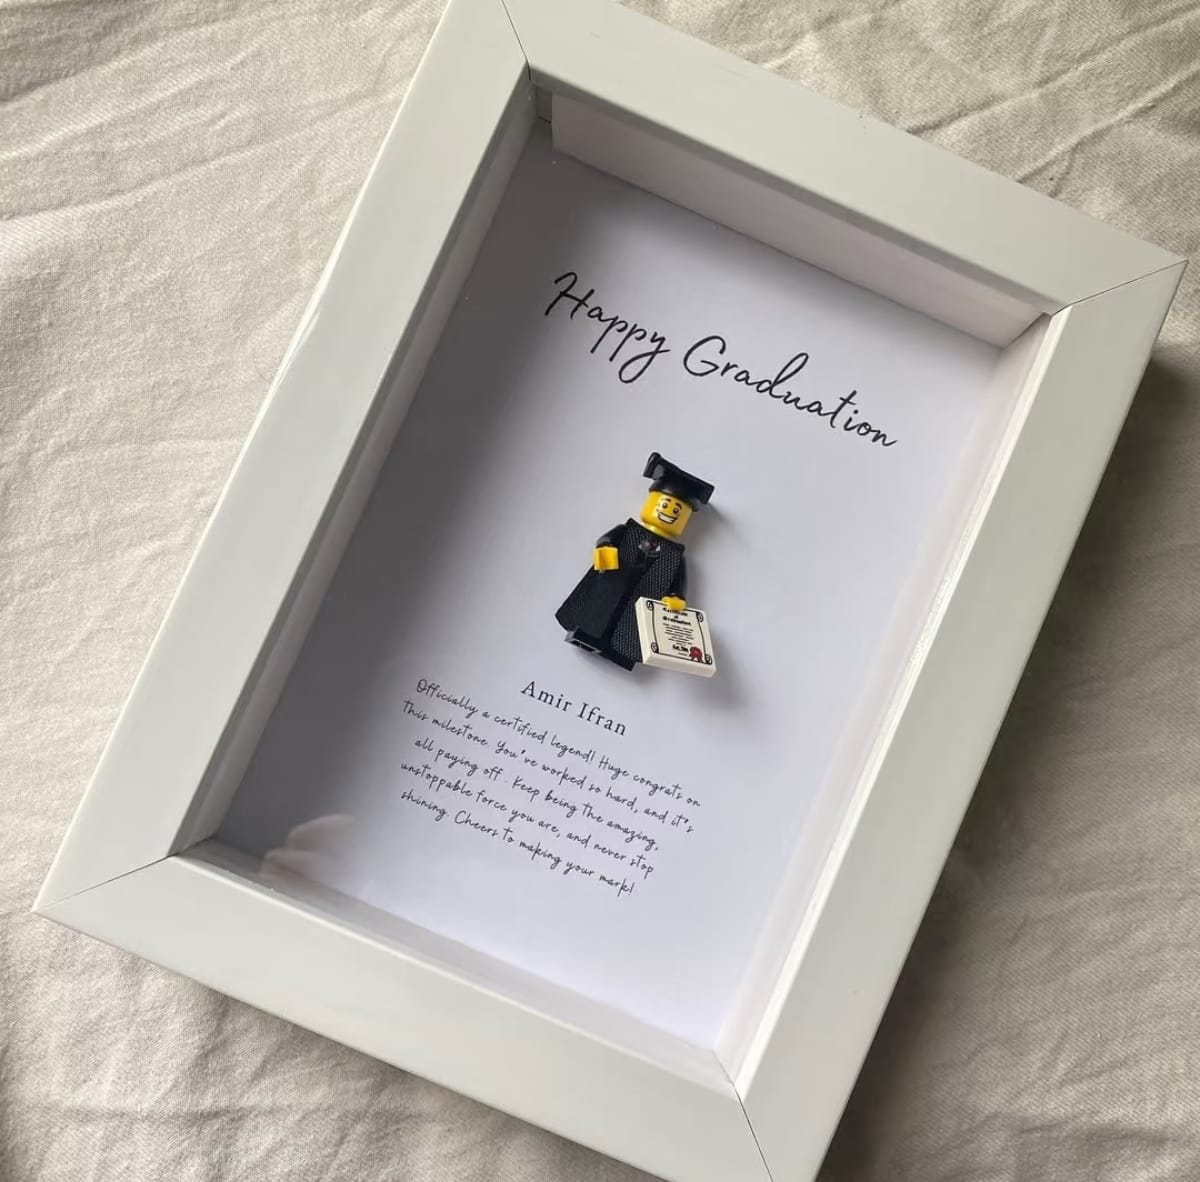 Happy Graduation
Amir Ifran
Officially a certified legend! Huge congrats on
this milestone. You've worked so hard, and it's
all paying off. Keep being the amazing,
unstoppable force you are, and never stop
shining. Cheers to making your mark!